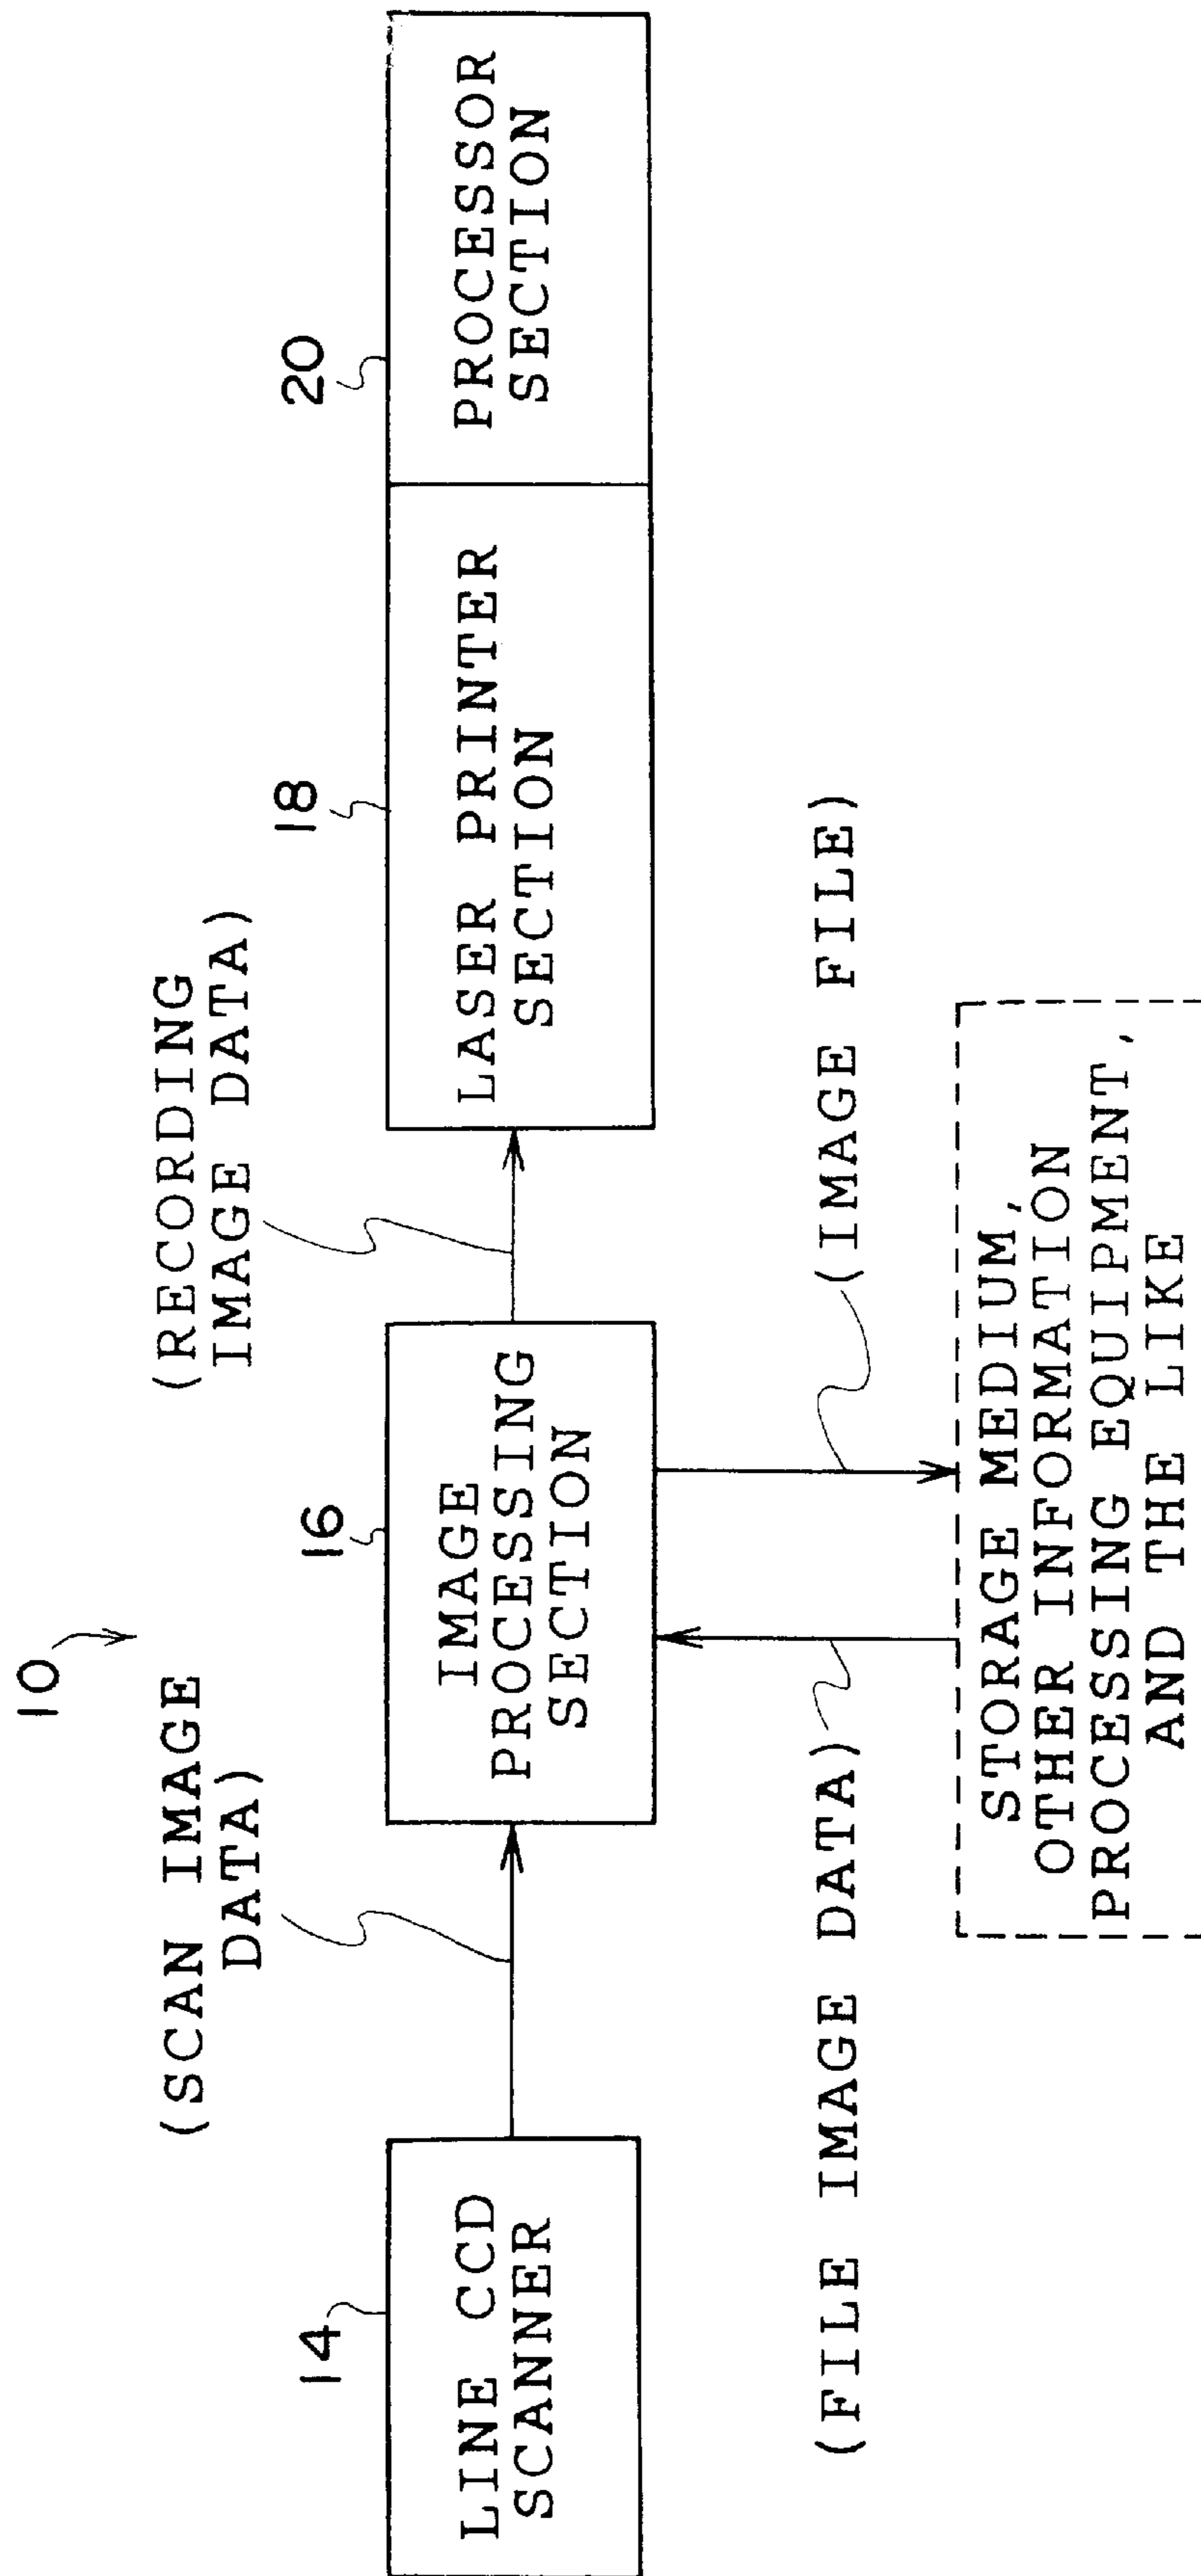 10
(SCAN IMAGE
DATA)
(RECORDING
IMAGE DATA)
14
LINE CCD
SCANNER
16
IMAGE
PROCESSING
SECTION
18
LASER PRINTER
SECTION
20
PROCESSOR
SECTION
(FILE IMAGE DATA)
(IMAGE FILE)
STORAGE MEDIUM,
OTHER INFORMATION
PROCESSING EQUIPMENT,
AND THE LIKE